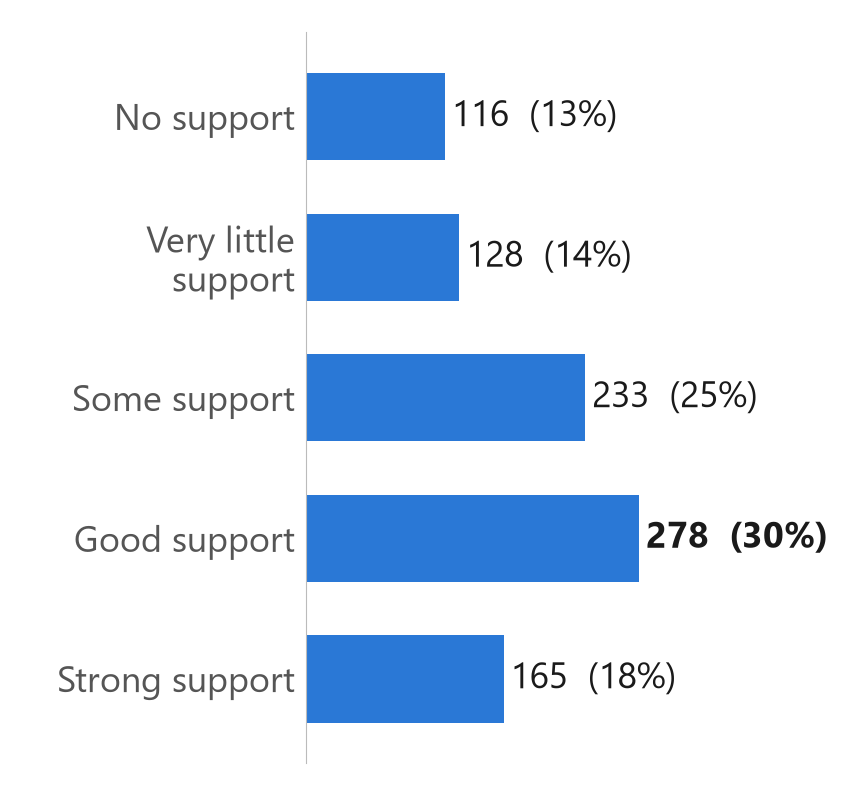 No support 116 (13%)
Very little
support 128 (14%)
Some support 233 (25%)
Good support 278 (30%)
Strong support 165 (18%)